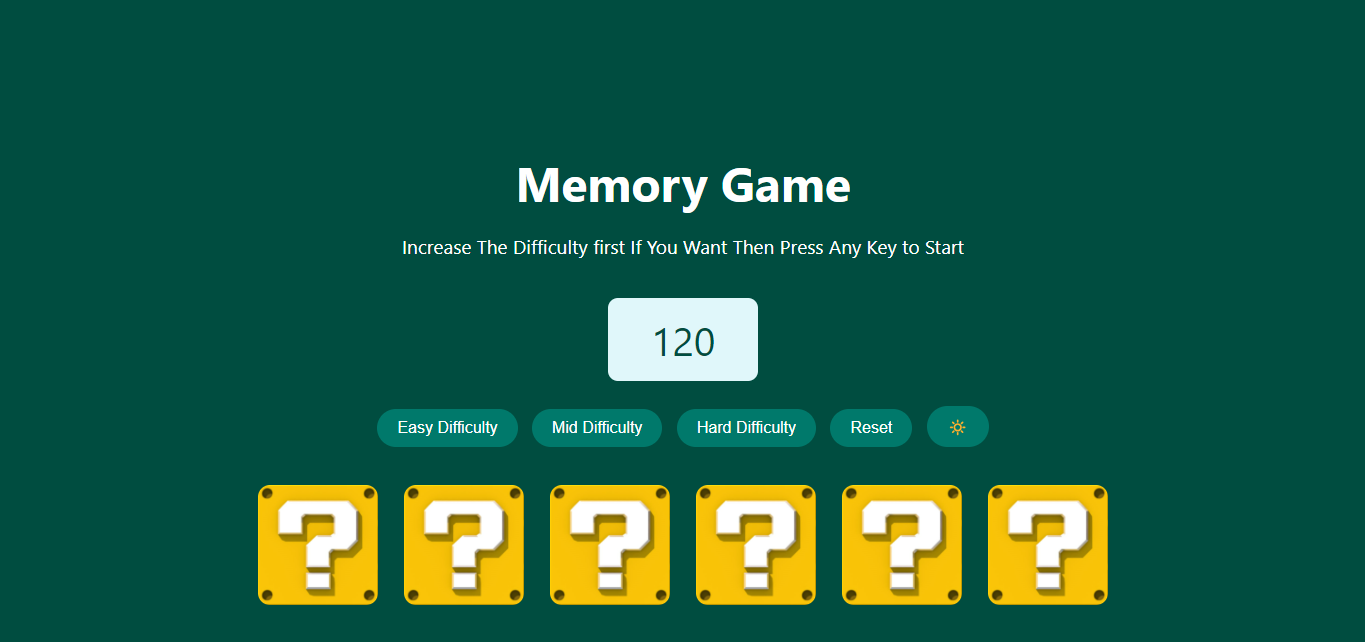 Memory Game
Increase The Difficulty first If You Want Then Press Any Key to Start
120
Easy Difficulty Mid Difficulty Hard Difficulty Reset
? ? ? ? ? ?